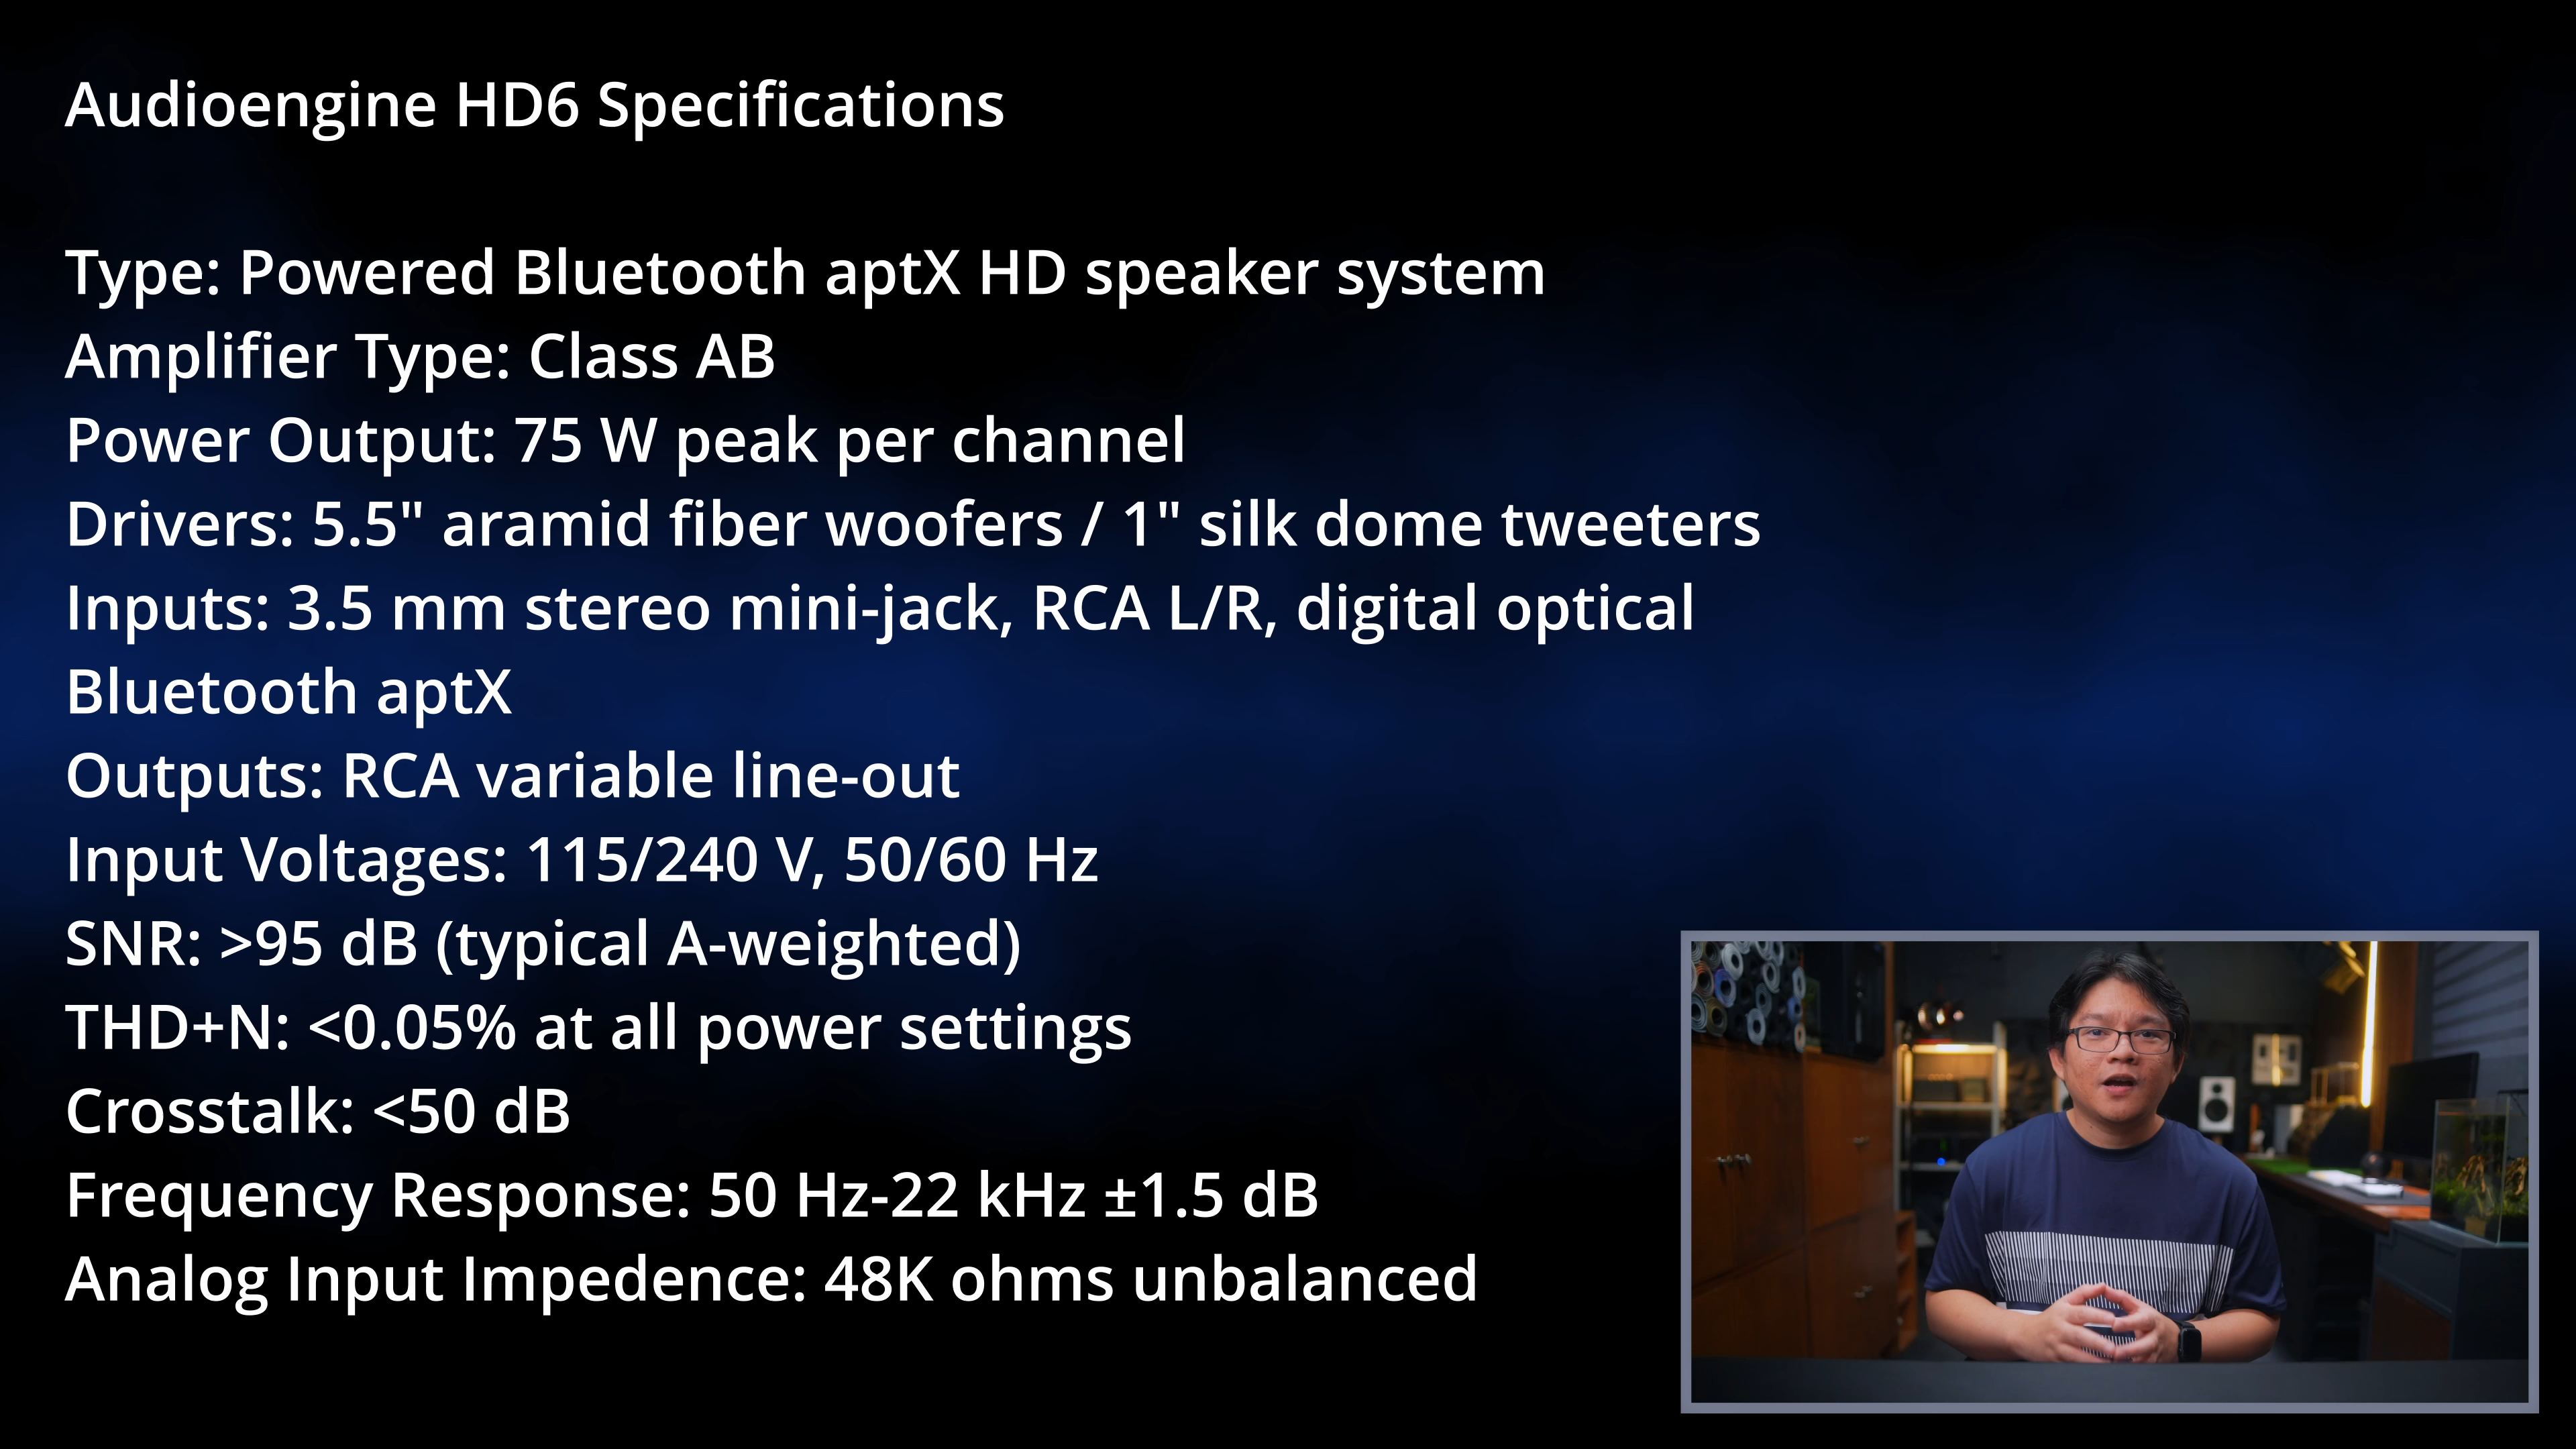 Audioengine HD6 Specifications
Type: Powered Bluetooth aptX HD speaker system
Amplifier Type: Class AB
Power Output: 75 W peak per channel
Drivers: 5.5" aramid fiber woofers / 1" silk dome tweeters
Inputs: 3.5 mm stereo mini-jack, RCA L/R, digital optical
Bluetooth aptX
Outputs: RCA variable line-out
Input Voltages: 115/240 V, 50/60 Hz
SNR: >95 dB (typical A-weighted)
THD+N: <0.05% at all power settings
Crosstalk: <50 dB
Frequency Response: 50 Hz-22 kHz ±1.5 dB
Analog Input Impedence: 48K ohms unbalanced